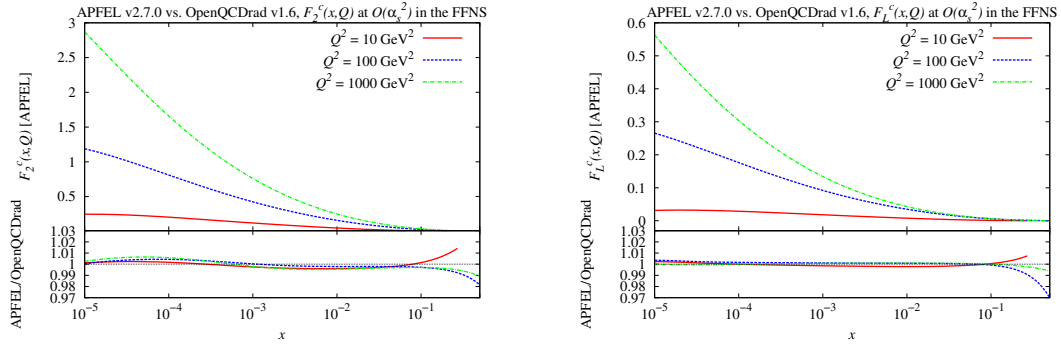 APFEL v2.7.0 vs. OpenQCDrad v1.6, F₂ᶜ(x,Q) at O(αₛ²) in the FFNS
F₂ᶜ(x,Q) [APFEL]
3
2.5
2
1.5
1
0.5
Q² = 10 GeV²
Q² = 100 GeV²
Q² = 1000 GeV²
APFEL/OpenQCDrad
1.03
1.02
1.01
1
0.99
0.98
0.97
10⁻⁵
10⁻⁴
10⁻³
10⁻²
10⁻¹
x
APFEL v2.7.0 vs. OpenQCDrad v1.6, F_Lᶜ(x,Q) at O(αₛ²) in the FFNS
F_Lᶜ(x,Q) [APFEL]
0.6
0.5
0.4
0.3
0.2
0.1
0
Q² = 10 GeV²
Q² = 100 GeV²
Q² = 1000 GeV²
APFEL/OpenQCDrad
1.03
1.02
1.01
1
0.99
0.98
0.97
10⁻⁵
10⁻⁴
10⁻³
10⁻²
10⁻¹
x